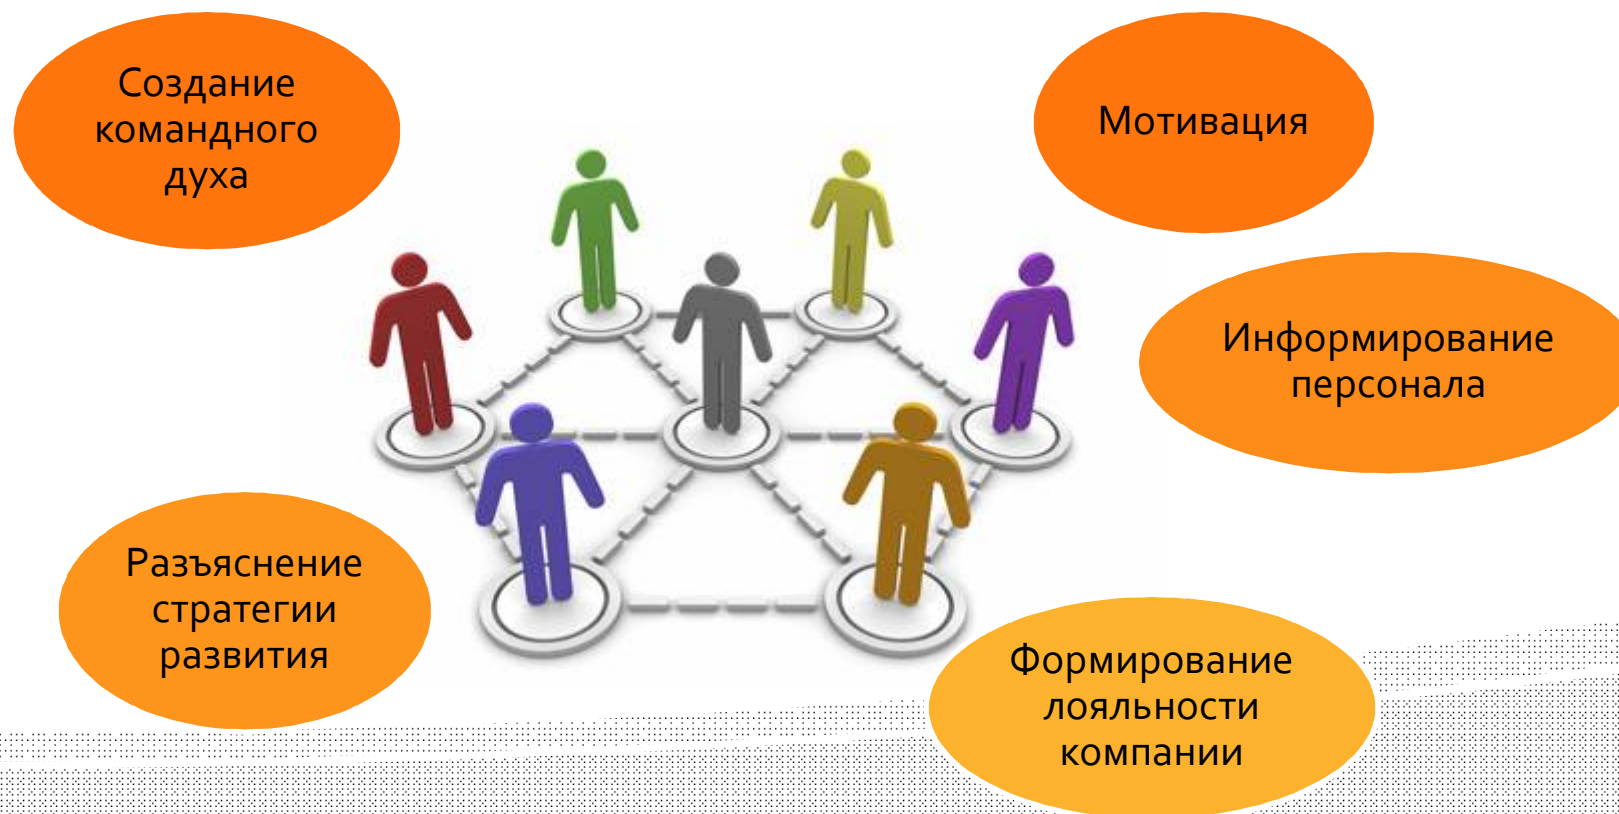 Создание
командного
духа
Мотивация
Информирование
персонала
Разъяснение
стратегии
развития
Формирование
лояльности
компании